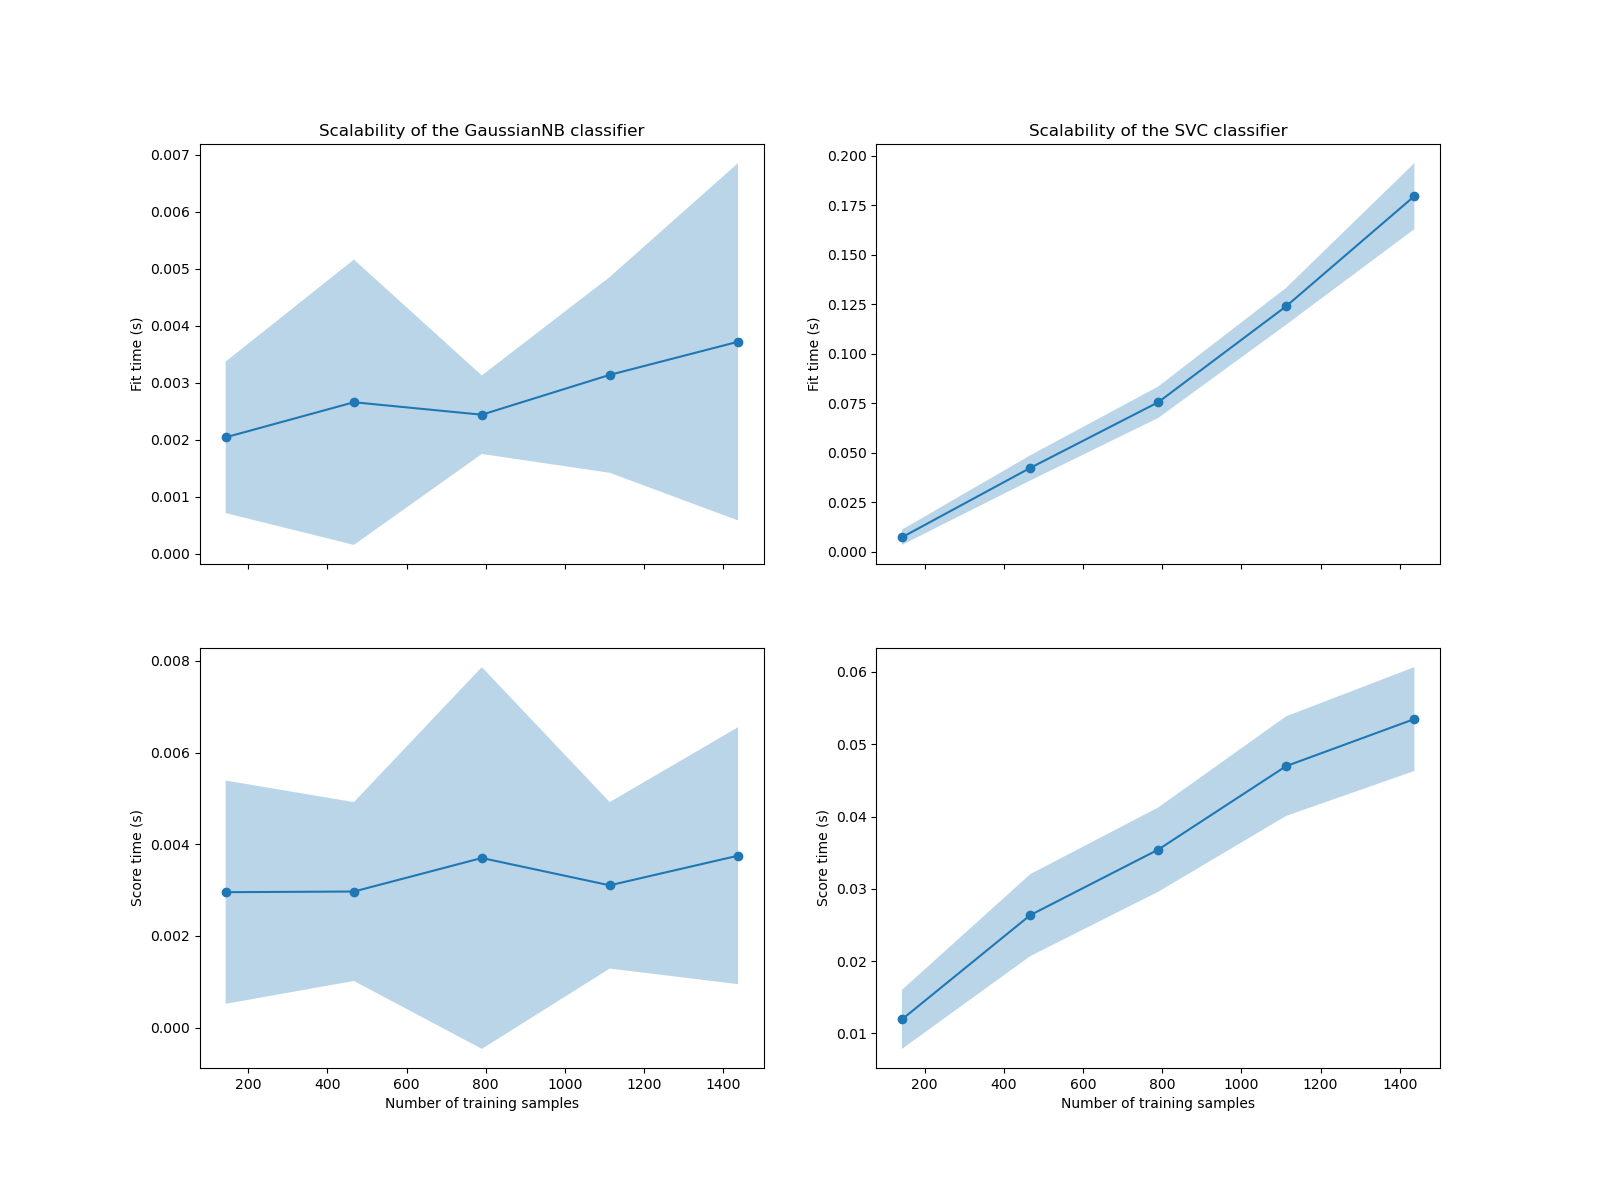 Scalability of the GaussianNB classifier
0.007
0.006
0.005
0.004
0.003
0.002
0.001
0.000
Fit time (s)
Scalability of the SVC classifier
0.200
0.175
0.150
0.125
0.100
0.075
0.050
0.025
0.000
Fit time (s)
0.008
0.006
0.004
0.002
0.000
Score time (s)
200 400 600 800 1000 1200 1400
Number of training samples
0.06
0.05
0.04
0.03
0.02
0.01
Score time (s)
200 400 600 800 1000 1200 1400
Number of training samples